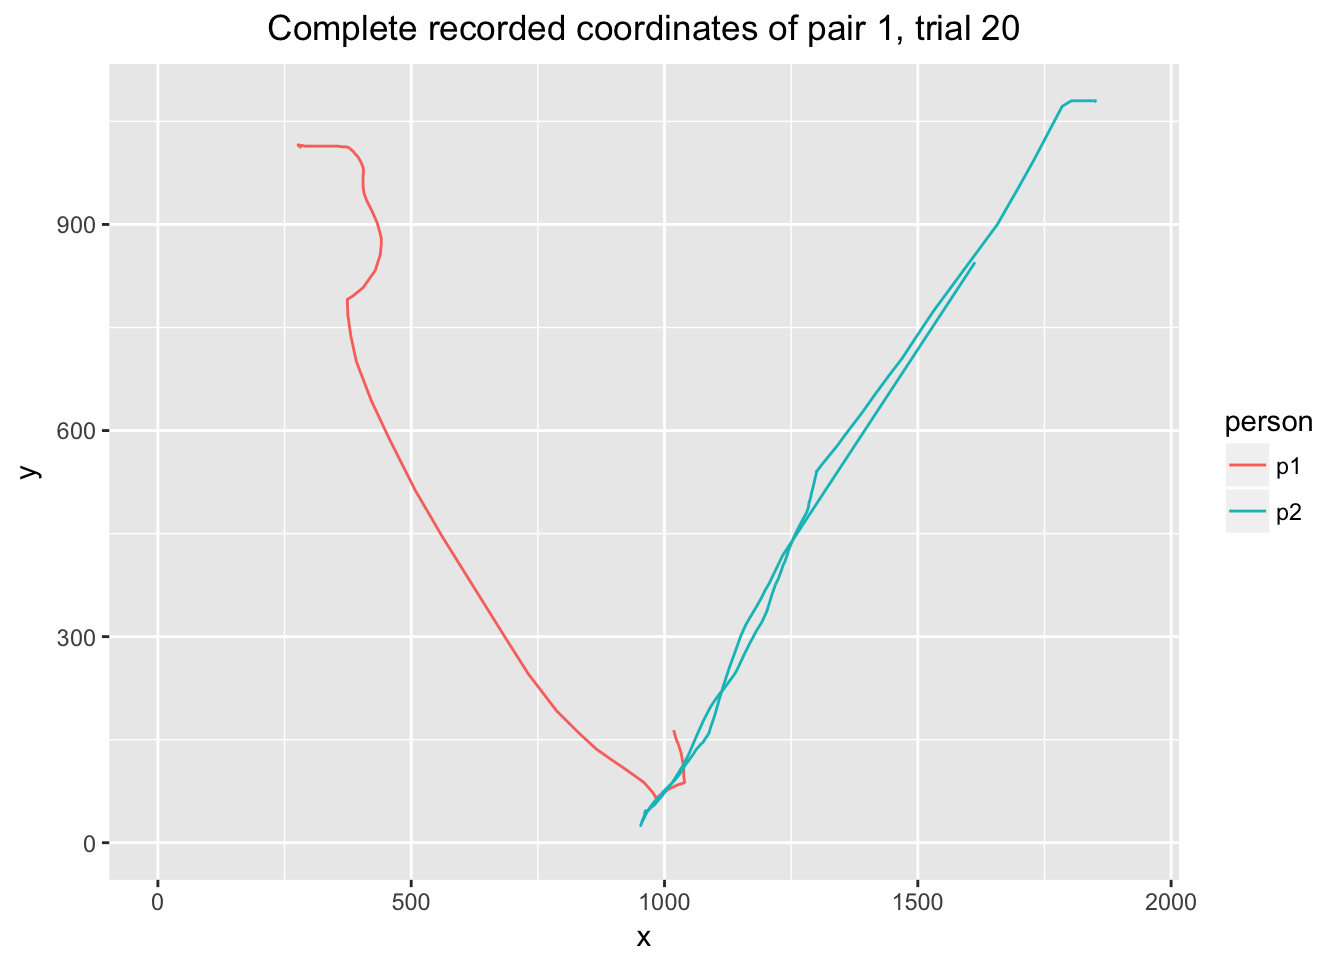 Complete recorded coordinates of pair 1, trial 20
900
600
300
0
y
0 500 1000 1500 2000
x
person
p1
p2